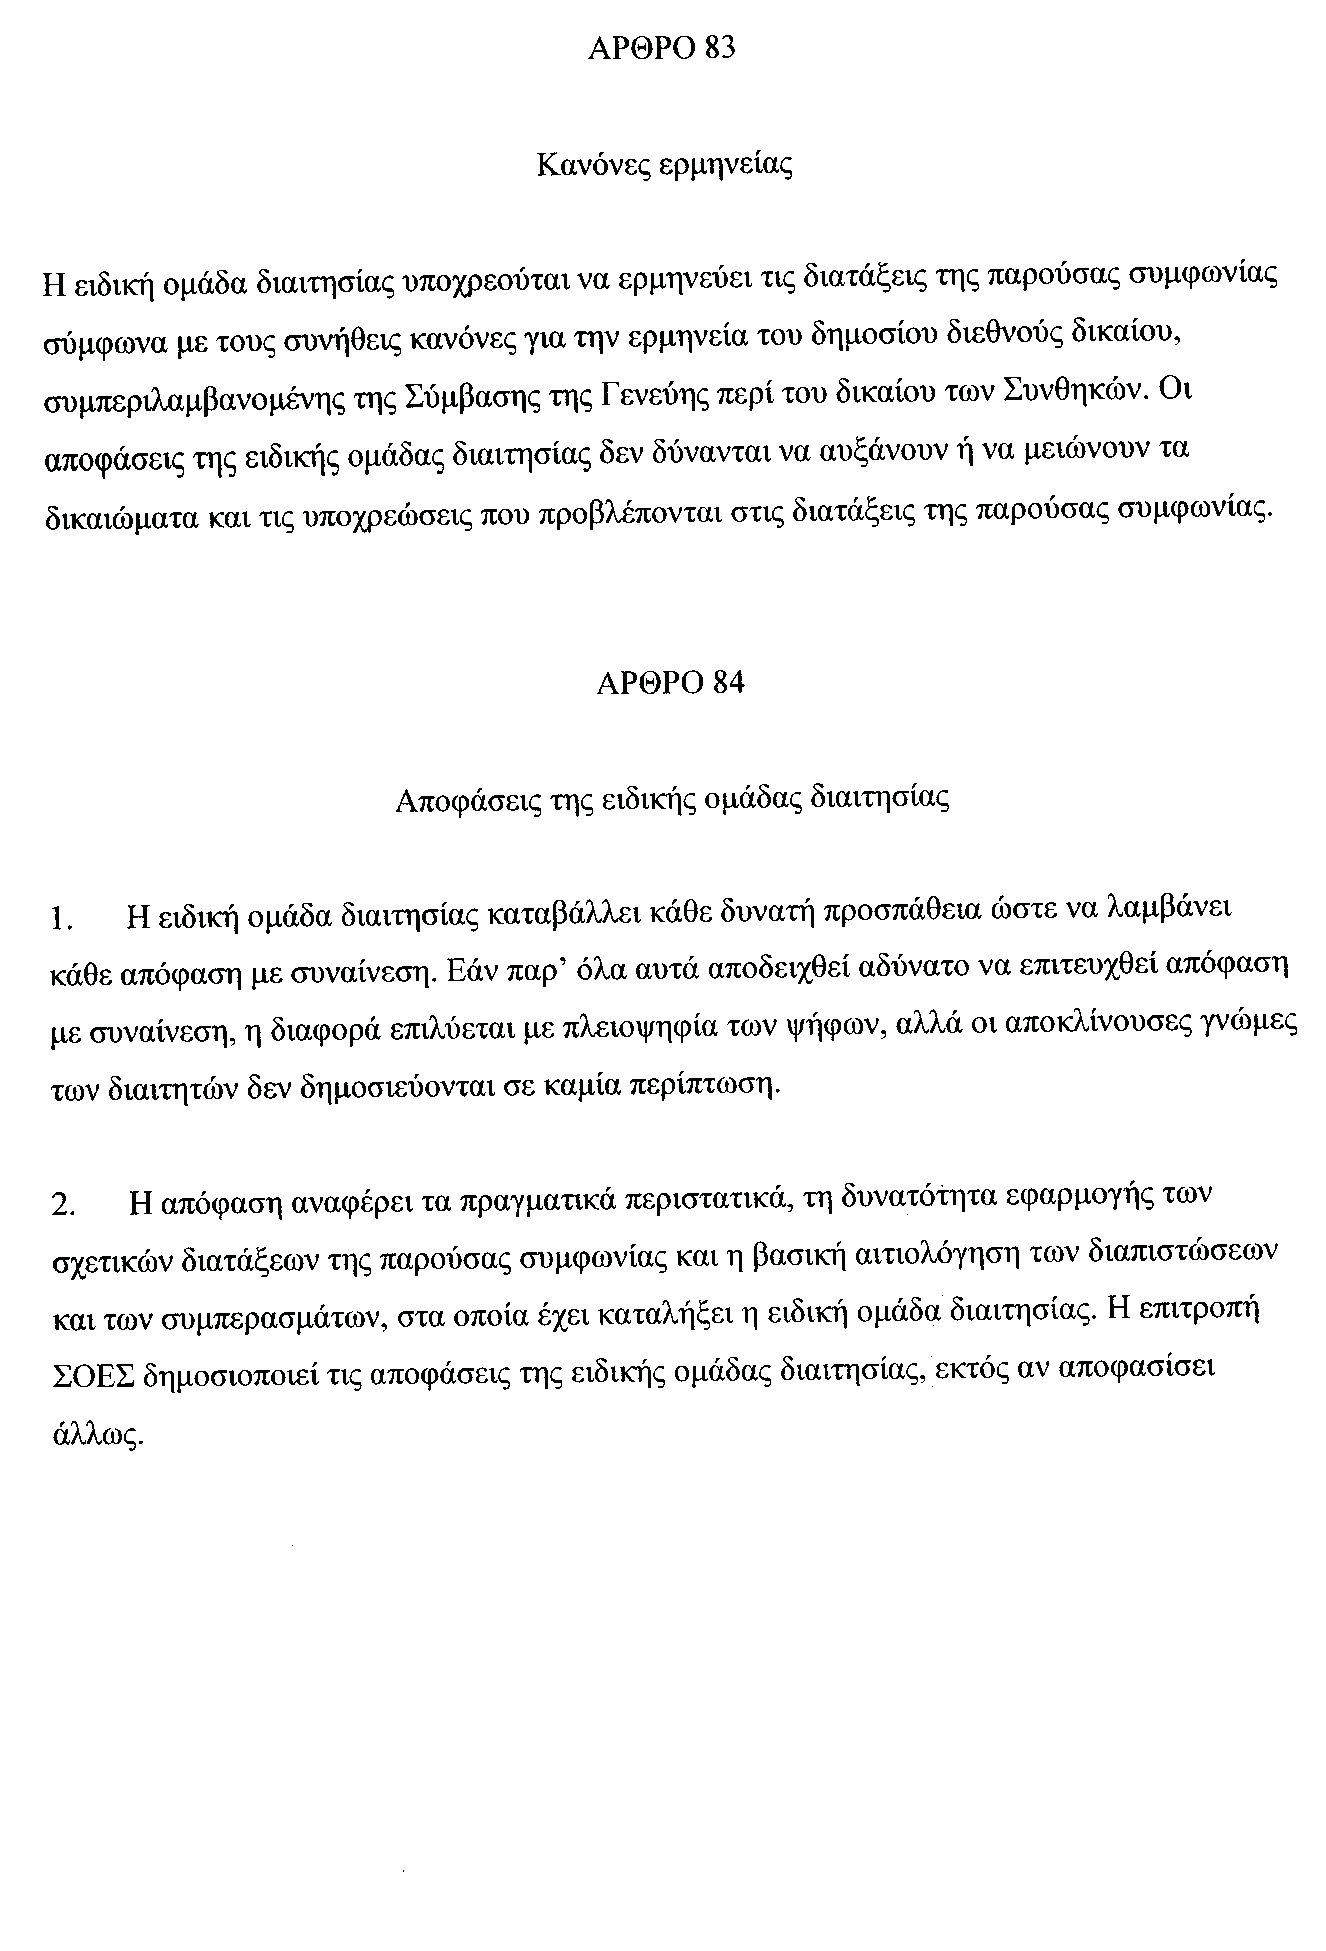 ΑΡΘΡΟ 83
Κανόνες ερμηνείας
Η ειδική ομάδα διαιτησίας υποχρεούται να ερμηνεύει τις διατάξεις της παρούσας συμφωνίας
σύμφωνα με τους συνήθεις κανόνες για την ερμηνεία του δημοσίου διεθνούς δικαίου,
συμπεριλαμβανομένης της Σύμβασης της Γενεύης περί του δικαίου των Συνθηκών. Οι
αποφάσεις της ειδικής ομάδας διαιτησίας δεν δύνανται να αυξάνουν ή να μειώνουν τα
δικαιώματα και τις υποχρεώσεις που προβλέπονται στις διατάξεις της παρούσας συμφωνίας.
ΑΡΘΡΟ 84
Αποφάσεις της ειδικής ομάδας διαιτησίας
1. Η ειδική ομάδα διαιτησίας καταβάλλει κάθε δυνατή προσπάθεια ώστε να λαμβάνει
κάθε απόφαση με συναίνεση. Εάν παρ’ όλα αυτά αποδειχθεί αδύνατο να επιτευχθεί απόφαση
με συναίνεση, η διαφορά επιλύεται με πλειοψηφία των ψήφων, αλλά οι αποκλίνουσες γνώμες
των διαιτητών δεν δημοσιεύονται σε καμία περίπτωση.
2. Η απόφαση αναφέρει τα πραγματικά περιστατικά, τη δυνατότητα εφαρμογής των
σχετικών διατάξεων της παρούσας συμφωνίας και η βασική αιτιολόγηση των διαπιστώσεων
και των συμπερασμάτων, στα οποία έχει καταλήξει η ειδική ομάδα διαιτησίας. Η επιτροπή
ΣΟΕΣ δημοσιοποιεί τις αποφάσεις της ειδικής ομάδας διαιτησίας, εκτός αν αποφασίσει
άλλως.